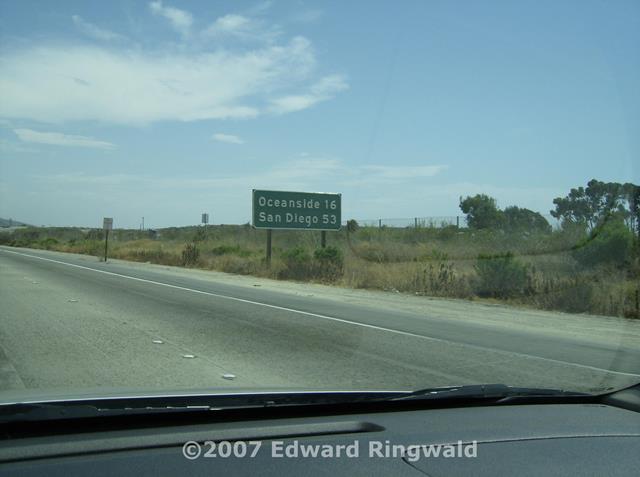 Oceanside 16
San Diego 53
©2007 Edward Ringwald